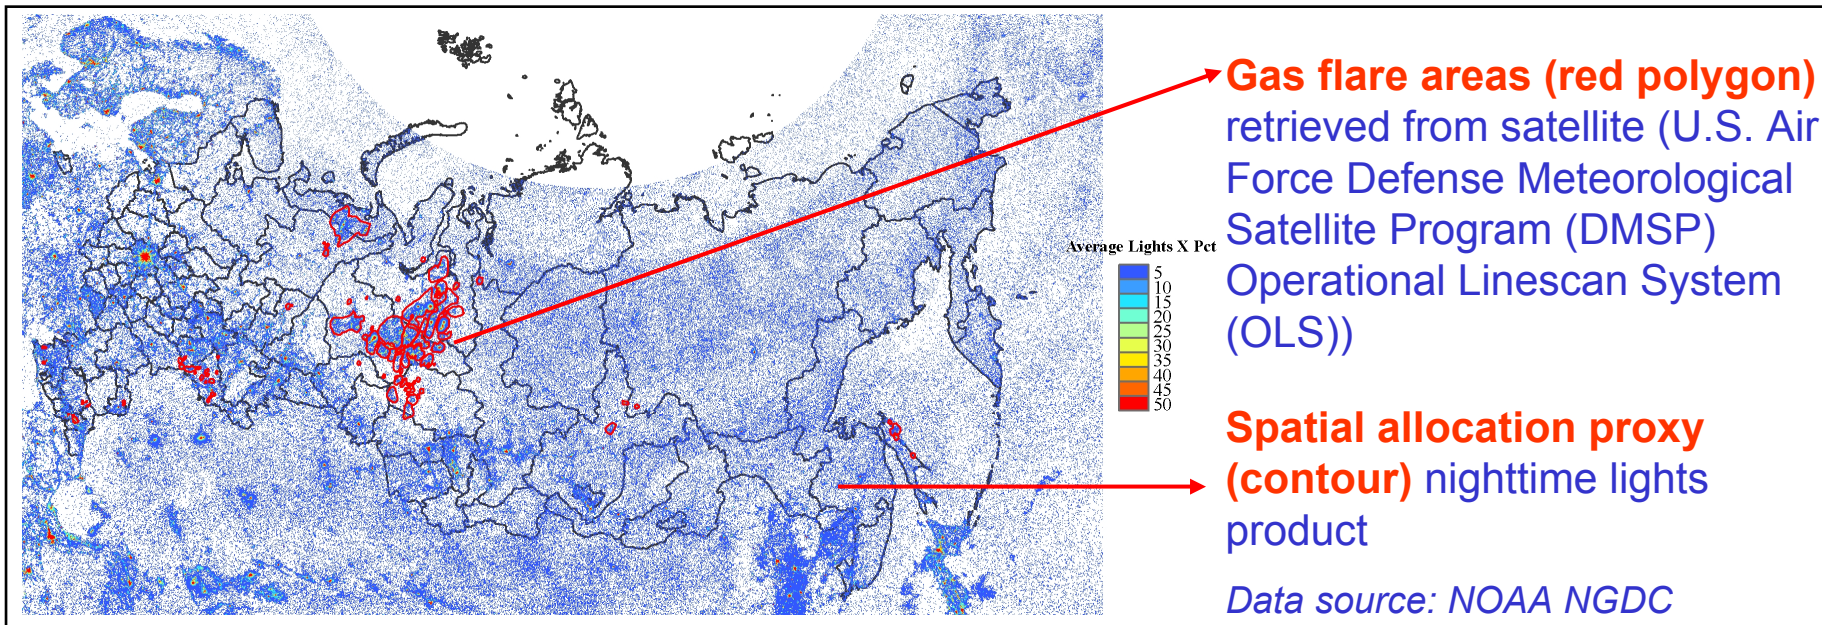 Gas flare areas (red polygon)
retrieved from satellite (U.S. Air
Force Defense Meteorological
Satellite Program (DMSP)
Operational Linescan System
(OLS))
Average Lights X Pct
5
10
15
20
25
30
35
40
45
50
Spatial allocation proxy
(contour) nighttime lights
product
Data source: NOAA NGDC